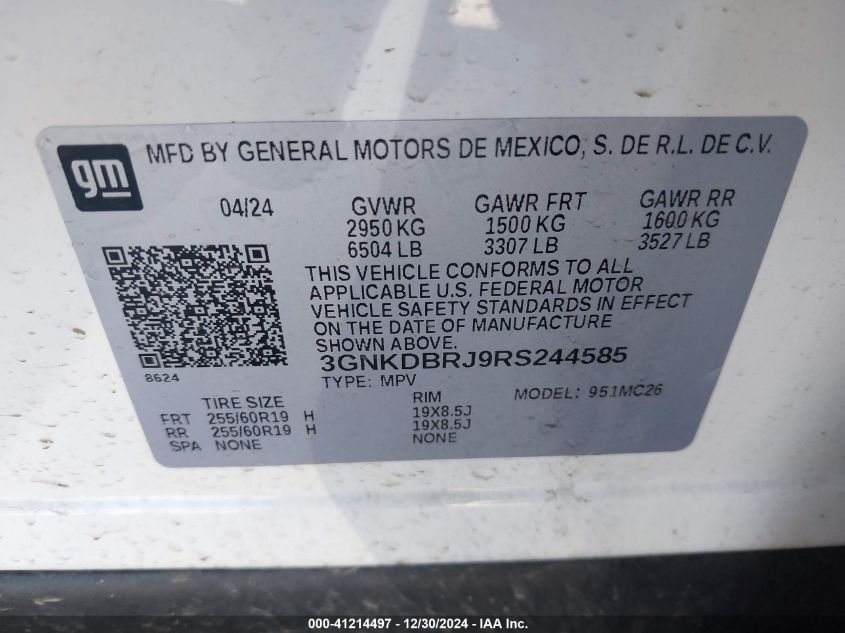 gm
MFD BY GENERAL MOTORS DE MEXICO, S. DE R.L. DE C.V.
04/24 GVWR GAWR FRT GAWR RR
2950 KG 1500 KG 1600 KG
6504 LB 3307 LB 3527 LB
THIS VEHICLE CONFORMS TO ALL
APPLICABLE U.S. FEDERAL MOTOR
VEHICLE SAFETY STANDARDS IN EFFECT
ON THE DATE OF MANUFACTURE
SHOWN ABOVE.
3GNKDBRJ9RS244585
8624
TYPE: MPV MODEL: 951MC26
TIRE SIZE RIM
FRT 255/60R19 H 19X8.5J
RR 255/60R19 H 19X8.5J
SPA NONE NONE
000-41214497 - 12/30/2024 - IAA Inc.